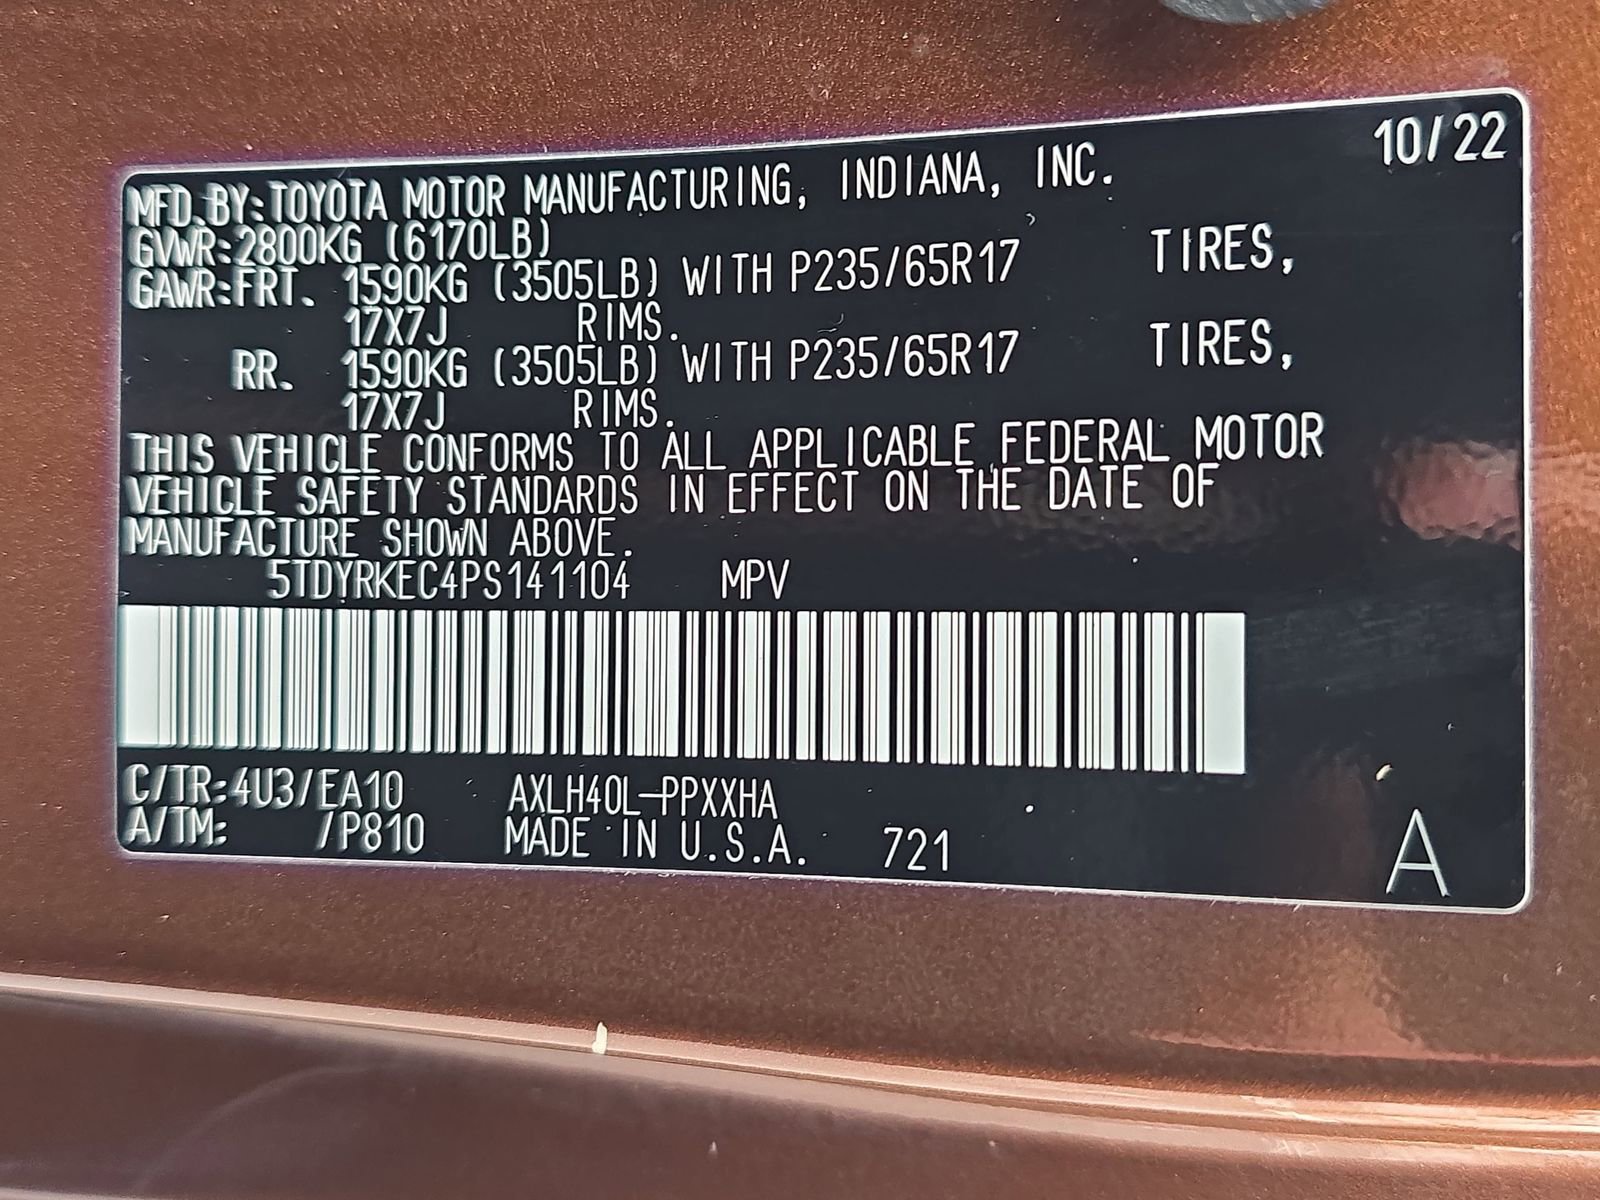 10/22
MFD.BY:TOYOTA MOTOR MANUFACTURING, INDIANA, INC.
GVWR:2800KG (6170LB)
GAWR:FRT. 1590KG (3505LB) WITH P235/65R17 TIRES,
17X7J RIMS.
RR. 1590KG (3505LB) WITH P235/65R17 TIRES,
17X7J RIMS.
THIS VEHICLE CONFORMS TO ALL APPLICABLE FEDERAL MOTOR
VEHICLE SAFETY STANDARDS IN EFFECT ON THE DATE OF
MANUFACTURE SHOWN ABOVE.
5TDYRKEC4PS141104 MPV
C/TR:4U3/EA10 AXLH40L-PPXXHA
A/TM: /P810 MADE IN U.S.A. 721
A